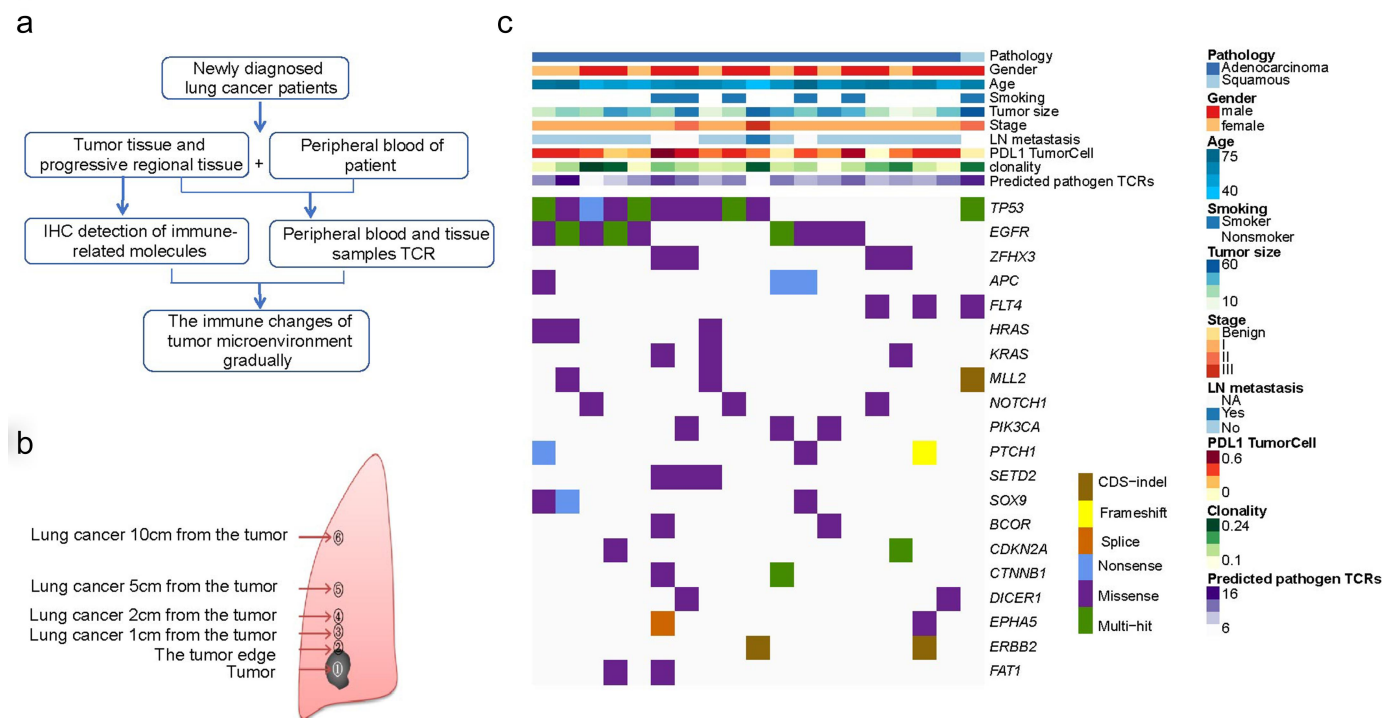 a
Newly diagnosed
lung cancer patients
Tumor tissue and
progressive regional tissue
+
Peripheral blood of
patient
IHC detection of immune-
related molecules
Peripheral blood and tissue
samples TCR
The immune changes of
tumor microenvironment
gradually
b
Lung cancer 10cm from the tumor
Lung cancer 5cm from the tumor
Lung cancer 2cm from the tumor
Lung cancer 1cm from the tumor
The tumor edge
Tumor
⑥
⑤
④
③
②
①
c
Pathology
Gender
Age
Smoking
Tumor size
Stage
LN metastasis
PDL1 TumorCell
clonality
Predicted pathogen TCRs
TP53
EGFR
ZFHX3
APC
FLT4
HRAS
KRAS
MLL2
NOTCH1
PIK3CA
PTCH1
SETD2
SOX9
BCOR
CDKN2A
CTNNB1
DICER1
EPHA5
ERBB2
FAT1
CDS−indel
Frameshift
Splice
Nonsense
Missense
Multi−hit
Pathology
Adenocarcinoma
Squamous
Gender
male
female
Age
75
40
Smoking
Smoker
Nonsmoker
Tumor size
60
10
Stage
Benign
I
II
III
LN metastasis
NA
Yes
No
PDL1 TumorCell
0.6
0
Clonality
0.24
0.1
Predicted pathogen TCRs
16
6